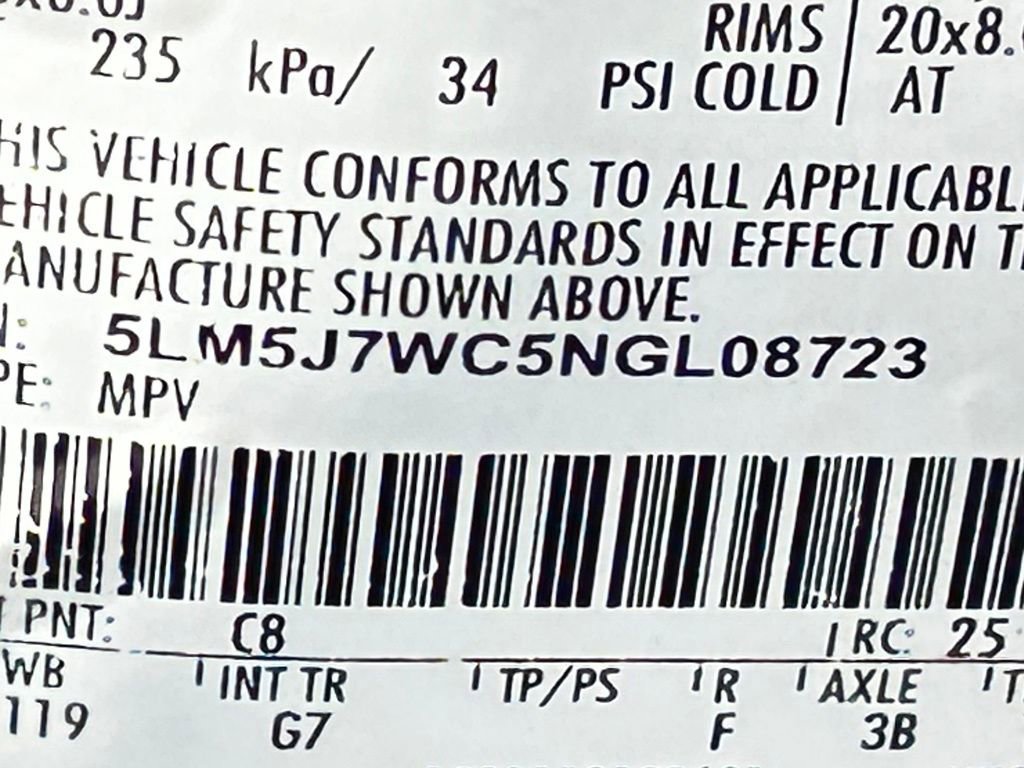 RIMS 20x8.
235 kPa/ 34 PSI COLD AT
HIS VEHICLE CONFORMS TO ALL APPLICABL
EHICLE SAFETY STANDARDS IN EFFECT ON T
ANUFACTURE SHOWN ABOVE.
N: 5LM5J7WC5NGL08723
PE: MPV
PNT: C8 RC: 25
WB INT TR TP/PS R AXLE T
119 G7 F 3B